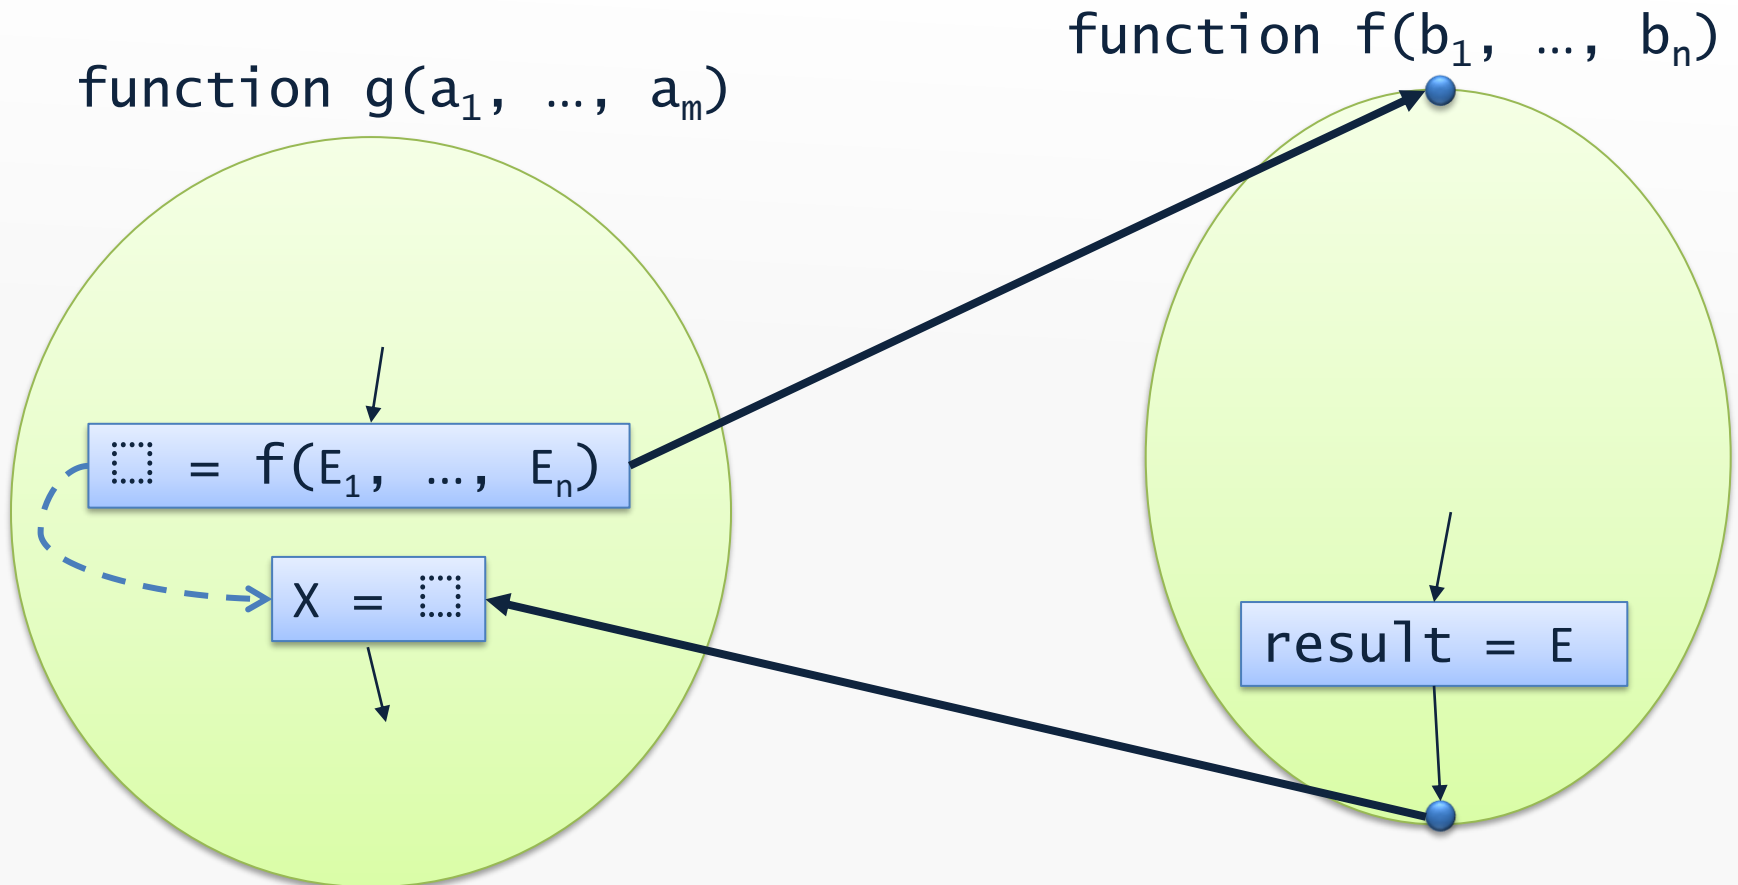 function f(b₁, …, bₙ)
function g(a₁, …, aₘ)
⬚ = f(E₁, …, Eₙ)
X = ⬚
result = E